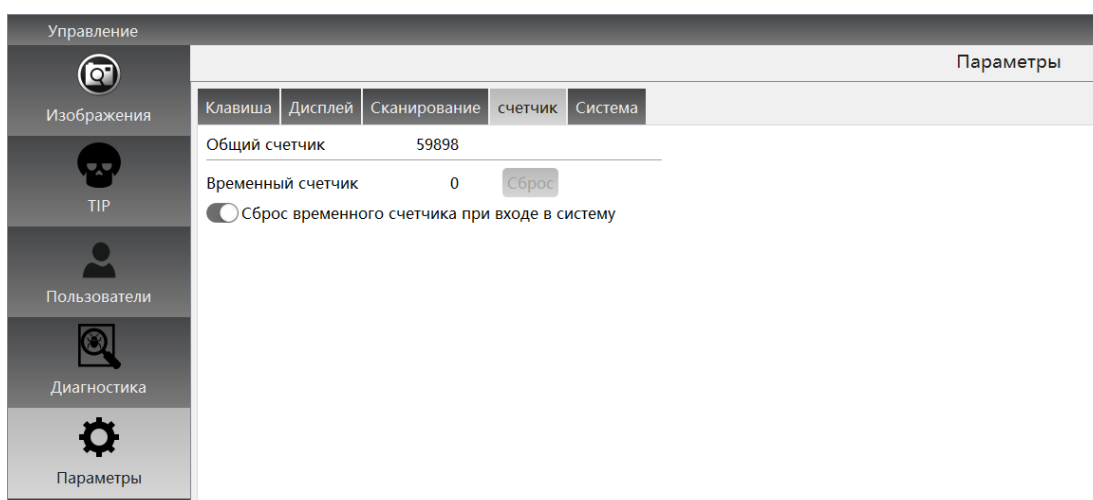 Управление
Параметры
Изображения
TIP
Пользователи
Диагностика
Параметры
Клавиша Дисплей Сканирование счетчик Система
Общий счетчик 59898
Временный счетчик 0 Сброс
Сброс временного счетчика при входе в систему